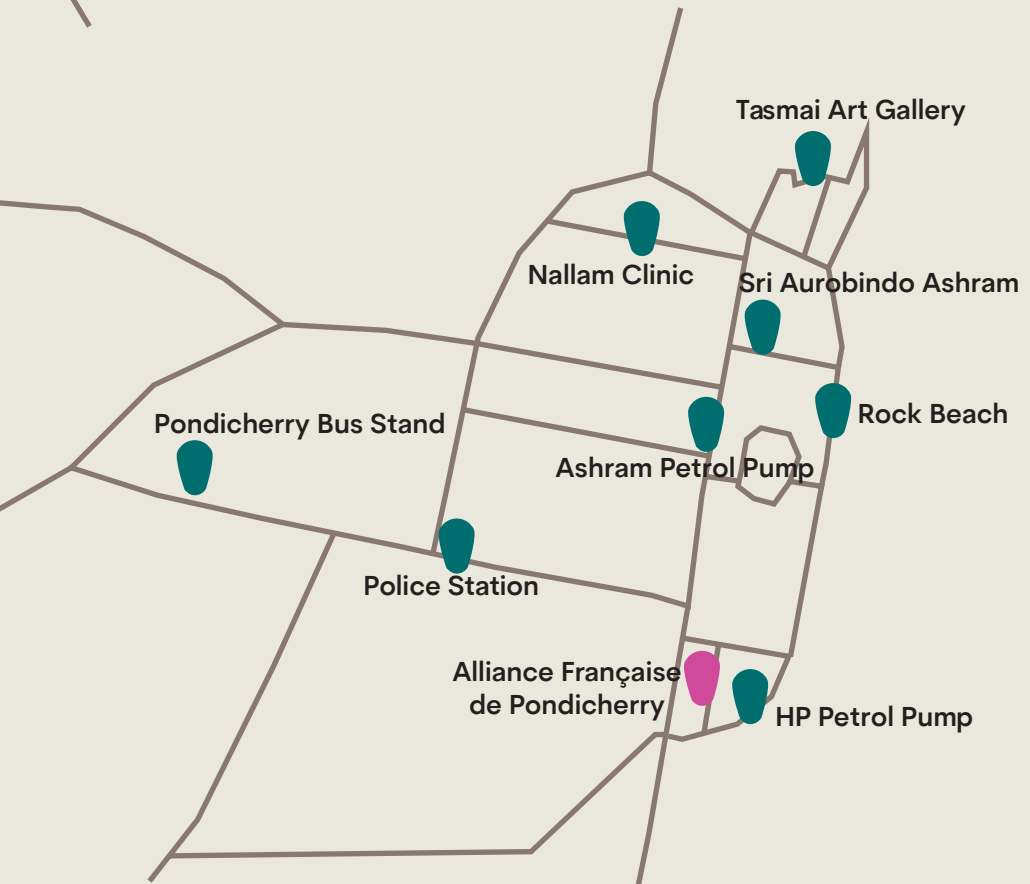 Tasmai Art Gallery
Nallam Clinic
Sri Aurobindo Ashram
Rock Beach
Pondicherry Bus Stand
Ashram Petrol Pump
Police Station
Alliance Française
de Pondicherry
HP Petrol Pump